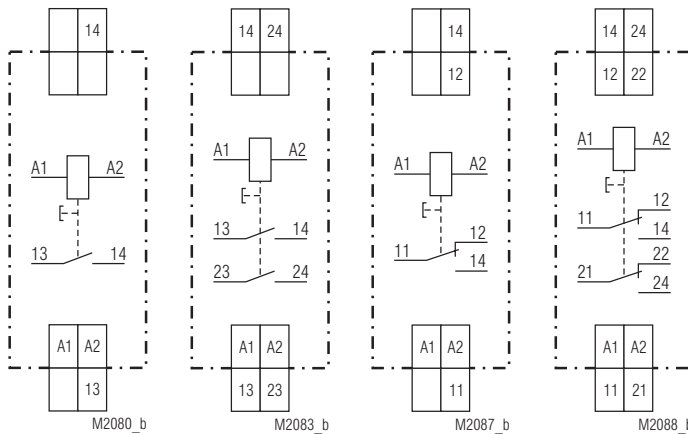 14
A1 A2
13 14
A1 A2
13
M2080_b
14 24
A1 A2
13 14
23 24
A1 A2
13 23
M2083_b
14
12
A1 A2
12
11
14
A1 A2
11
M2087_b
14 24
12 22
A1 A2
12
11
14
22
21
24
A1 A2
11 21
M2088_b